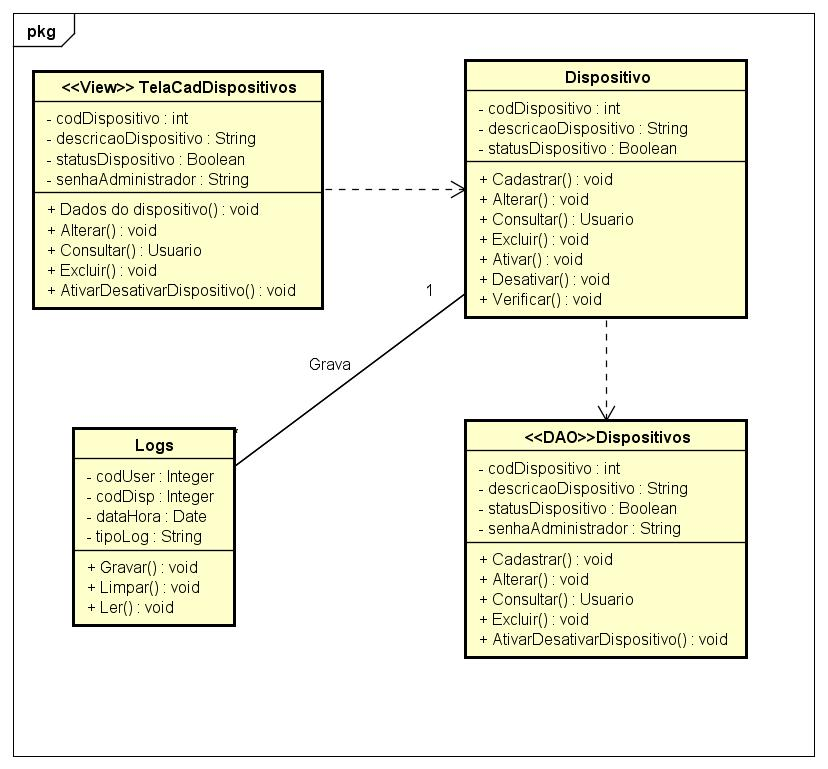 pkg
<<View>> TelaCadDispositivos
- codDispositivo : int
- descricaoDispositivo : String
- statusDispositivo : Boolean
- senhaAdministrador : String
+ Dados do dispositivo() : void
+ Alterar() : void
+ Consultar() : Usuario
+ Excluir() : void
+ AtivarDesativarDispositivo() : void
Dispositivo
- codDispositivo : int
- descricaoDispositivo : String
- statusDispositivo : Boolean
+ Cadastrar() : void
+ Alterar() : void
+ Consultar() : Usuario
+ Excluir() : void
+ Ativar() : void
+ Desativar() : void
+ Verificar() : void
1
Grava
Logs
- codUser : Integer
- codDisp : Integer
- dataHora : Date
- tipoLog : String
+ Gravar() : void
+ Limpar() : void
+ Ler() : void
<<DAO>>Dispositivos
- codDispositivo : int
- descricaoDispositivo : String
- statusDispositivo : Boolean
- senhaAdministrador : String
+ Cadastrar() : void
+ Alterar() : void
+ Consultar() : Usuario
+ Excluir() : void
+ AtivarDesativarDispositivo() : void